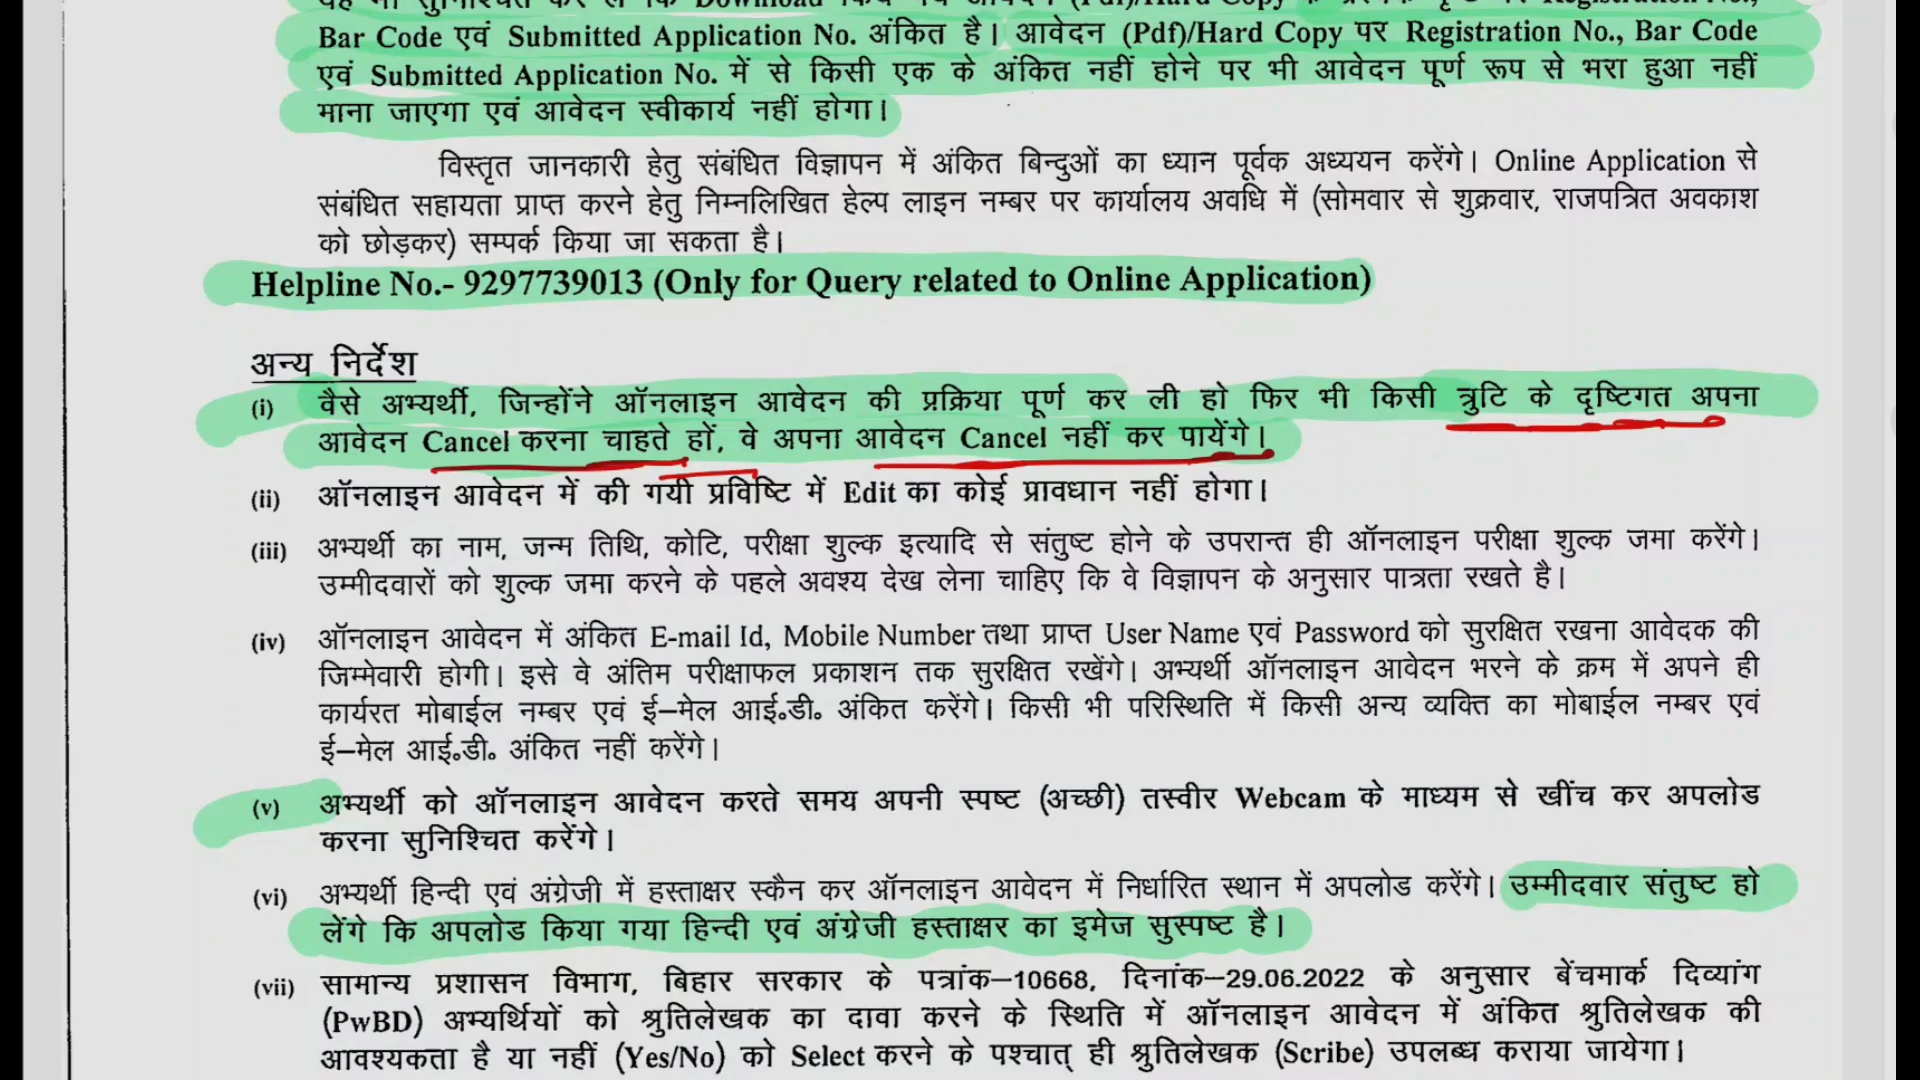 Bar Code एवं Submitted Application No. अंकित है। आवेदन (Pdf)/Hard Copy पर Registration No., Bar Code
एवं Submitted Application No. में से किसी एक के अंकित नहीं होने पर भी आवेदन पूर्ण रूप से भरा हुआ नहीं
माना जाएगा एवं आवेदन स्वीकार्य नहीं होगा।
विस्तृत जानकारी हेतु संबंधित विज्ञापन में अंकित बिन्दुओं का ध्यान पूर्वक अध्ययन करेंगे। Online Application से
संबंधित सहायता प्राप्त करने हेतु निम्नलिखित हेल्प लाइन नम्बर पर कार्यालय अवधि में (सोमवार से शुक्रवार, राजपत्रित अवकाश
को छोड़कर) सम्पर्क किया जा सकता है।
Helpline No.- 9297739013 (Only for Query related to Online Application)
अन्य निर्देश
(i) वैसे अभ्यर्थी, जिन्होंने ऑनलाइन आवेदन की प्रक्रिया पूर्ण कर ली हो फिर भी किसी त्रुटि के दृष्टिगत अपना
आवेदन Cancel करना चाहते हों, वे अपना आवेदन Cancel नहीं कर पायेंगे।
(ii) ऑनलाइन आवेदन में की गयी प्रविष्टि में Edit का कोई प्रावधान नहीं होगा।
(iii) अभ्यर्थी का नाम, जन्म तिथि, कोटि, परीक्षा शुल्क इत्यादि से संतुष्ट होने के उपरान्त ही ऑनलाइन परीक्षा शुल्क जमा करेंगे।
उम्मीदवारों को शुल्क जमा करने के पहले अवश्य देख लेना चाहिए कि वे विज्ञापन के अनुसार पात्रता रखते है।
(iv) ऑनलाइन आवेदन में अंकित E-mail Id, Mobile Number तथा प्राप्त User Name एवं Password को सुरक्षित रखना आवेदक की
जिम्मेवारी होगी। इसे वे अंतिम परीक्षाफल प्रकाशन तक सुरक्षित रखेंगे। अभ्यर्थी ऑनलाइन आवेदन भरने के क्रम में अपने ही
कार्यरत मोबाईल नम्बर एवं ई–मेल आई०डी० अंकित करेंगे। किसी भी परिस्थिति में किसी अन्य व्यक्ति का मोबाईल नम्बर एवं
ई–मेल आई०डी० अंकित नहीं करेंगे।
(v) अभ्यर्थी को ऑनलाइन आवेदन करते समय अपनी स्पष्ट (अच्छी) तस्वीर Webcam के माध्यम से खींच कर अपलोड
करना सुनिश्चित करेंगे।
(vi) अभ्यर्थी हिन्दी एवं अंग्रेजी में हस्ताक्षर स्कैन कर ऑनलाइन आवेदन में निर्धारित स्थान में अपलोड करेंगे। उम्मीदवार संतुष्ट हो
लेंगे कि अपलोड किया गया हिन्दी एवं अंग्रेजी हस्ताक्षर का इमेज सुस्पष्ट है।
(vii) सामान्य प्रशासन विभाग, बिहार सरकार के पत्रांक–10668, दिनांक–29.06.2022 के अनुसार बेंचमार्क दिव्यांग
(PwBD) अभ्यर्थियों को श्रुतिलेखक का दावा करने के स्थिति में ऑनलाइन आवेदन में अंकित श्रुतिलेखक की
आवश्यकता है या नहीं (Yes/No) को Select करने के पश्चात् ही श्रुतिलेखक (Scribe) उपलब्ध कराया जायेगा।